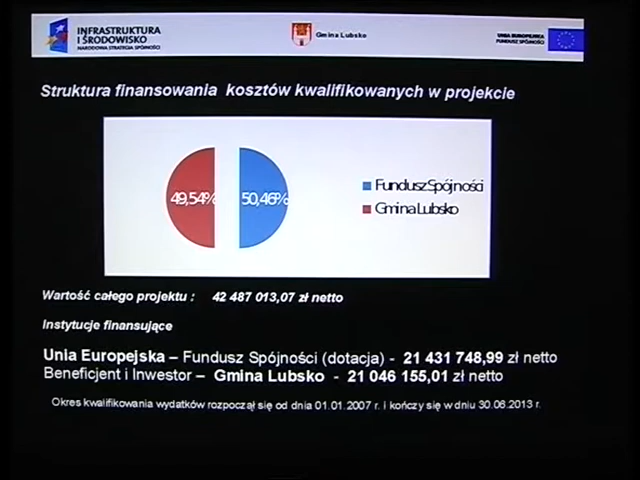 INFRASTRUKTURA
I ŚRODOWISKO
NARODOWA STRATEGIA SPÓJNOŚCI
Gmina Lubsko
UNIA EUROPEJSKA
FUNDUSZ SPÓJNOŚCI
Struktura finansowania kosztów kwalifikowanych w projekcie
49,54%
50,46%
Fundusz Spójności
Gmina Lubsko
Wartość całego projektu : 42 487 013,07 zł netto
Instytucje finansujące
Unia Europejska – Fundusz Spójności (dotacja) - 21 431 748,99 zł netto
Beneficjent i Inwestor – Gmina Lubsko - 21 046 155,01 zł netto
Okres kwalifikowania wydatków rozpoczął się od dnia 01.01.2007 r. i kończy się w dniu 30.06.2013 r.